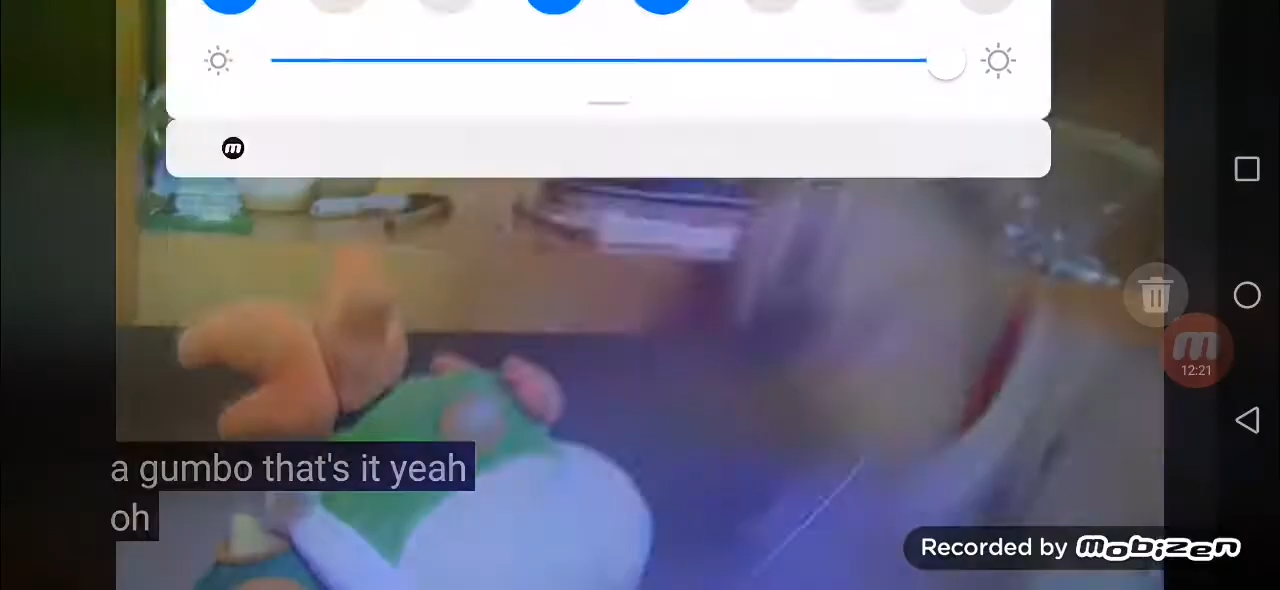 m
m
12:21
a gumbo that's it yeah
oh
Recorded by mobizen